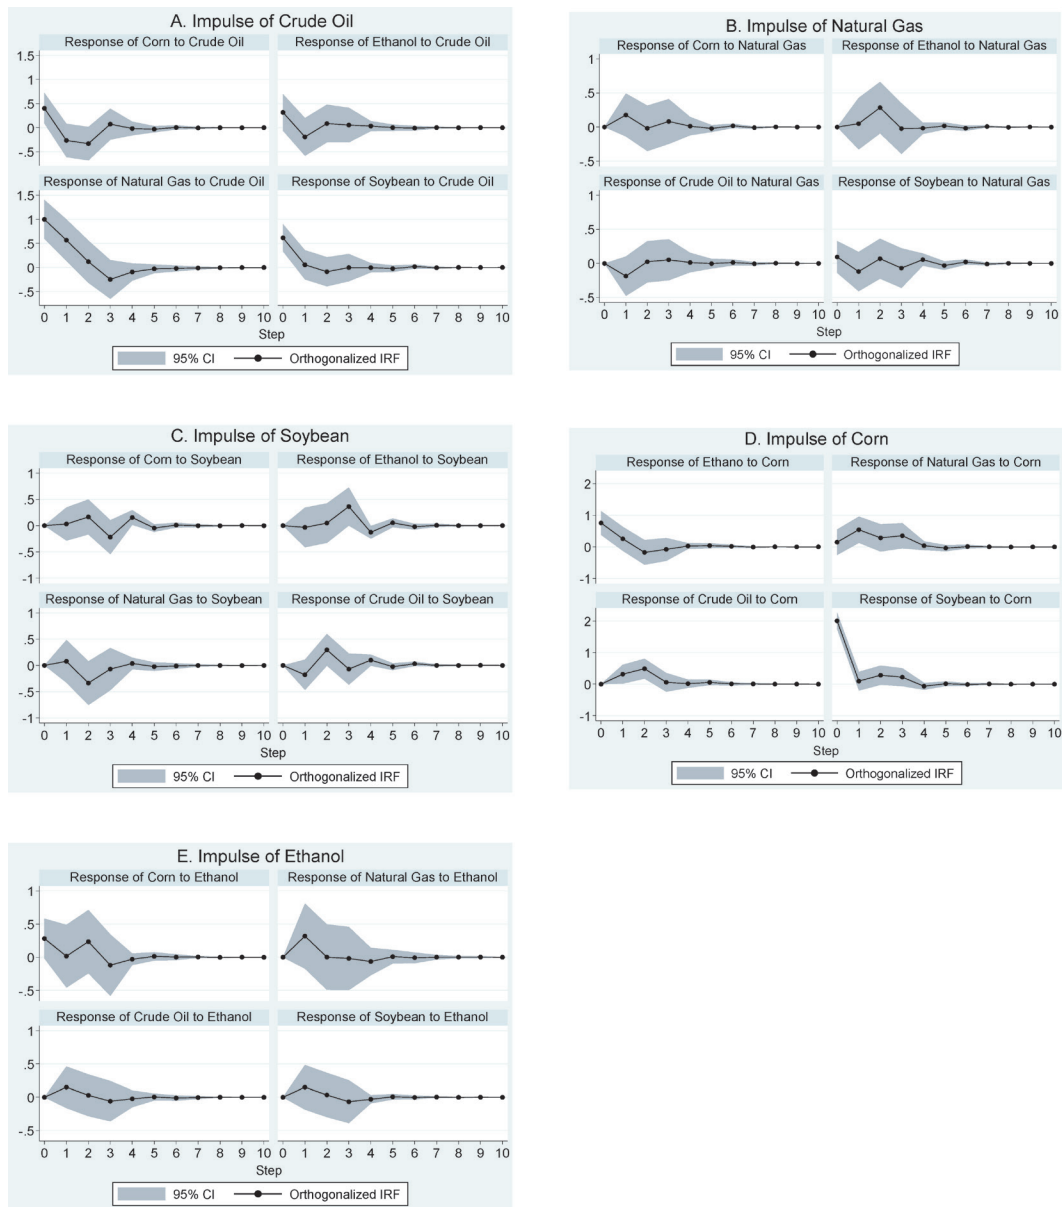 A. Impulse of Crude Oil
Response of Corn to Crude Oil Response of Ethanol to Crude Oil
1.5
1
.5
0
-.5
Response of Natural Gas to Crude Oil Response of Soybean to Crude Oil
1.5
1
.5
0
-.5
0 1 2 3 4 5 6 7 8 9 10 0 1 2 3 4 5 6 7 8 9 10
Step
95% CI Orthogonalized IRF
B. Impulse of Natural Gas
Response of Corn to Natural Gas Response of Ethanol to Natural Gas
1
.5
0
-.5
Response of Crude Oil to Natural Gas Response of Soybean to Natural Gas
1
.5
0
-.5
0 1 2 3 4 5 6 7 8 9 10 0 1 2 3 4 5 6 7 8 9 10
Step
95% CI Orthogonalized IRF
C. Impulse of Soybean
Response of Corn to Soybean Response of Ethanol to Soybean
1
.5
0
-.5
-1
Response of Natural Gas to Soybean Response of Crude Oil to Soybean
1
.5
0
-.5
-1
0 1 2 3 4 5 6 7 8 9 10 0 1 2 3 4 5 6 7 8 9 10
Step
95% CI Orthogonalized IRF
D. Impulse of Corn
Response of Ethano to Corn Response of Natural Gas to Corn
2
1
0
-1
Response of Crude Oil to Corn Response of Soybean to Corn
2
1
0
-1
0 1 2 3 4 5 6 7 8 9 10 0 1 2 3 4 5 6 7 8 9 10
Step
95% CI Orthogonalized IRF
E. Impulse of Ethanol
Response of Corn to Ethanol Response of Natural Gas to Ethanol
1
.5
0
-.5
Response of Crude Oil to Ethanol Response of Soybean to Ethanol
1
.5
0
-.5
0 1 2 3 4 5 6 7 8 9 10 0 1 2 3 4 5 6 7 8 9 10
Step
95% CI Orthogonalized IRF